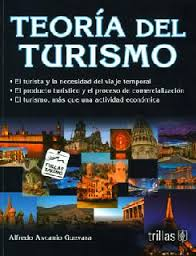 TEORÍA DEL
TURISMO
• El turista y la necesidad del viaje temporal
• El producto turístico y el proceso de comercialización
• El turismo, más que una actividad económica
Alfredo Ascanio Guevara
trillas